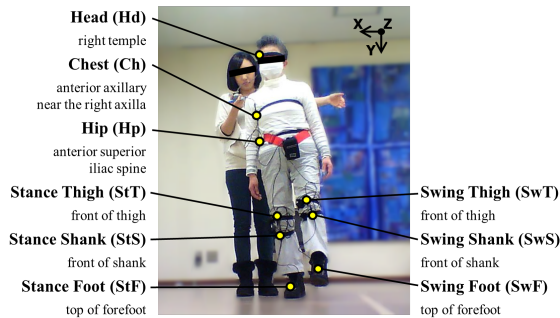 Head (Hd)
right temple
Chest (Ch)
anterior axillary
near the right axilla
Hip (Hp)
anterior superior
iliac spine
Stance Thigh (StT)
front of thigh
Stance Shank (StS)
front of shank
Stance Foot (StF)
top of forefoot
X
Z
Y
Swing Thigh (SwT)
front of thigh
Swing Shank (SwS)
front of shank
Swing Foot (SwF)
top of forefoot